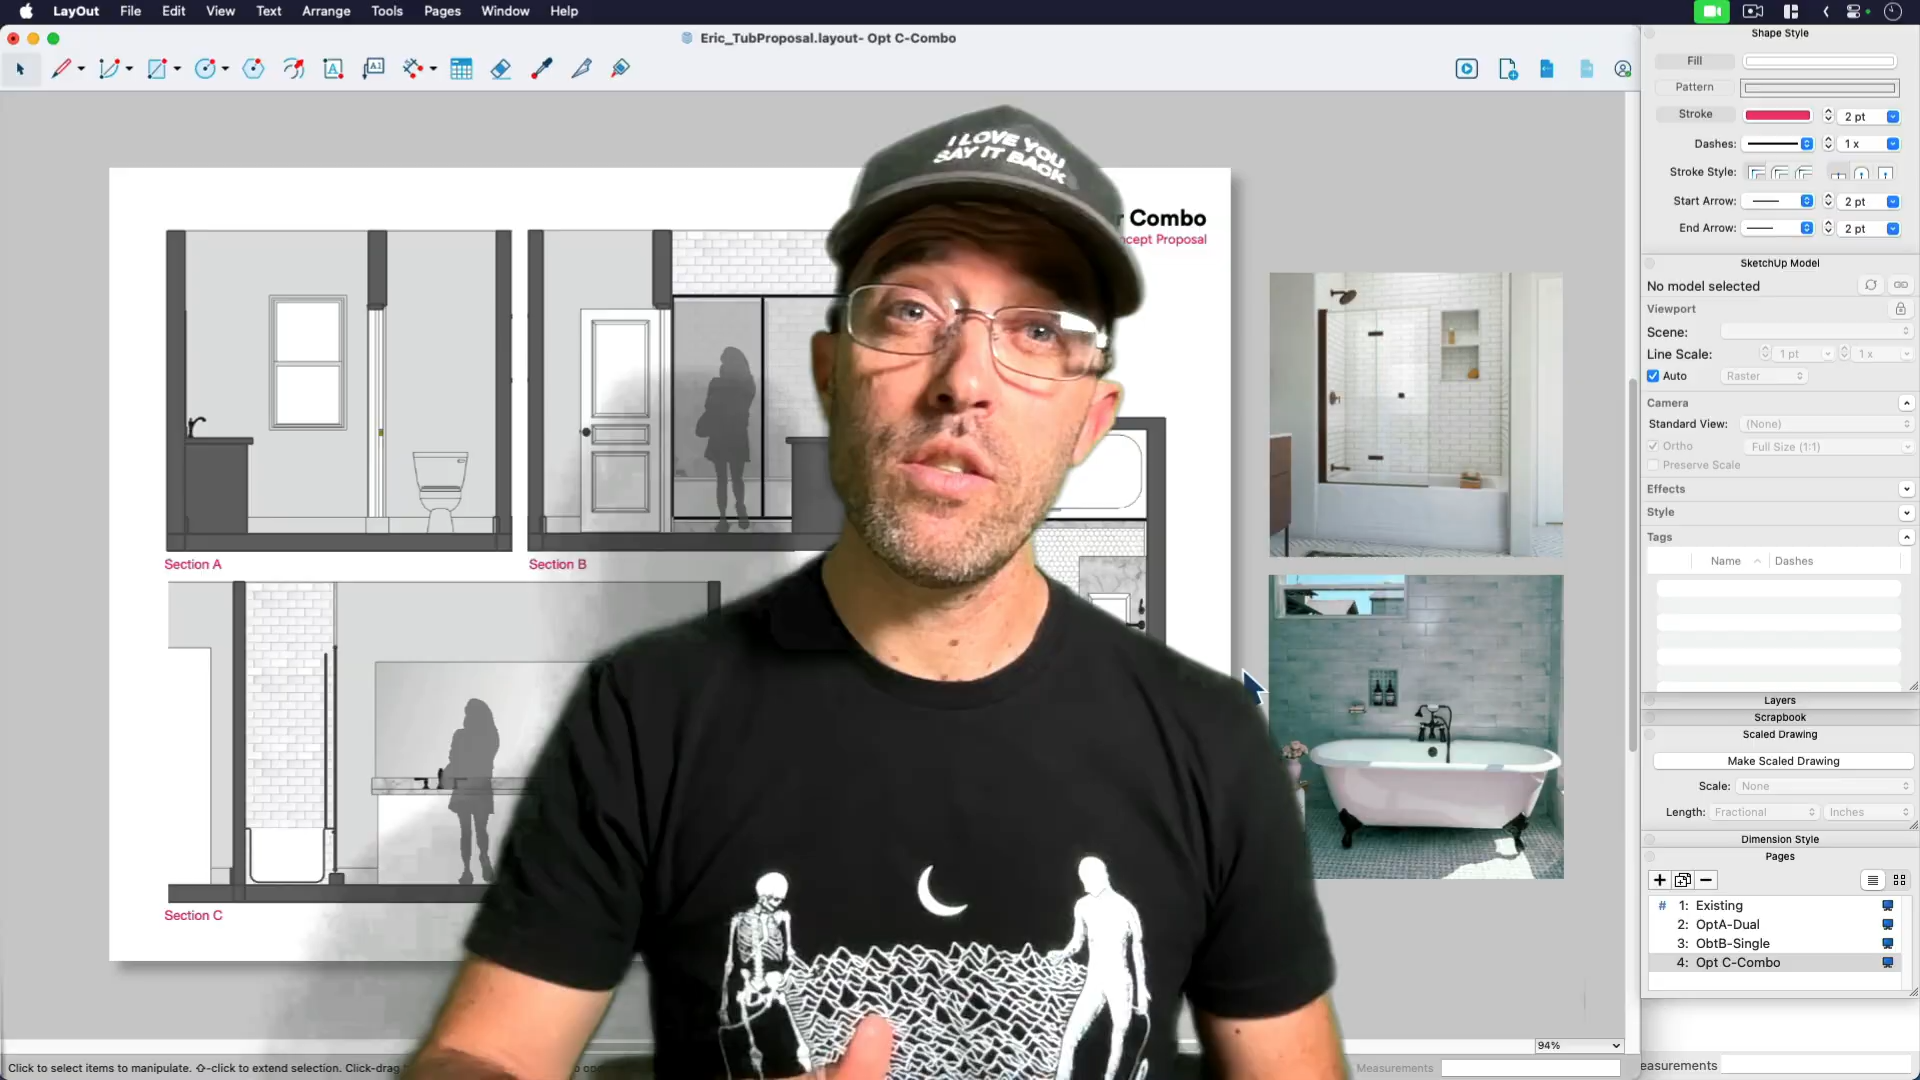 LayOut File Edit View Text Arrange Tools Pages Window Help
Eric_TubProposal.layout- Opt C-Combo
Shape Style
Fill
Pattern
Stroke 2 pt
Dashes: 1 x
Stroke Style:
Start Arrow: 2 pt
End Arrow: 2 pt
SketchUp Model
No model selected
Viewport
Scene:
Line Scale: 1 pt 1 x
Auto Raster
Camera
Standard View: (None)
Ortho Full Size (1:1)
Preserve Scale
Effects
Style
Tags
Name Dashes
Layers
Scrapbook
Scaled Drawing
Make Scaled Drawing
Scale: None
Length: Fractional Inches
Dimension Style
Pages
# 1: Existing
2: OptA-Dual
3: ObtB-Single
4: Opt C-Combo
I LOVE YOU
SAY IT BACK
r Combo
ncept Proposal
Section A
Section B
Section C
94%
Click to select items to manipulate. ⇧-click to extend selection. Click-drag
Measurements
easurements